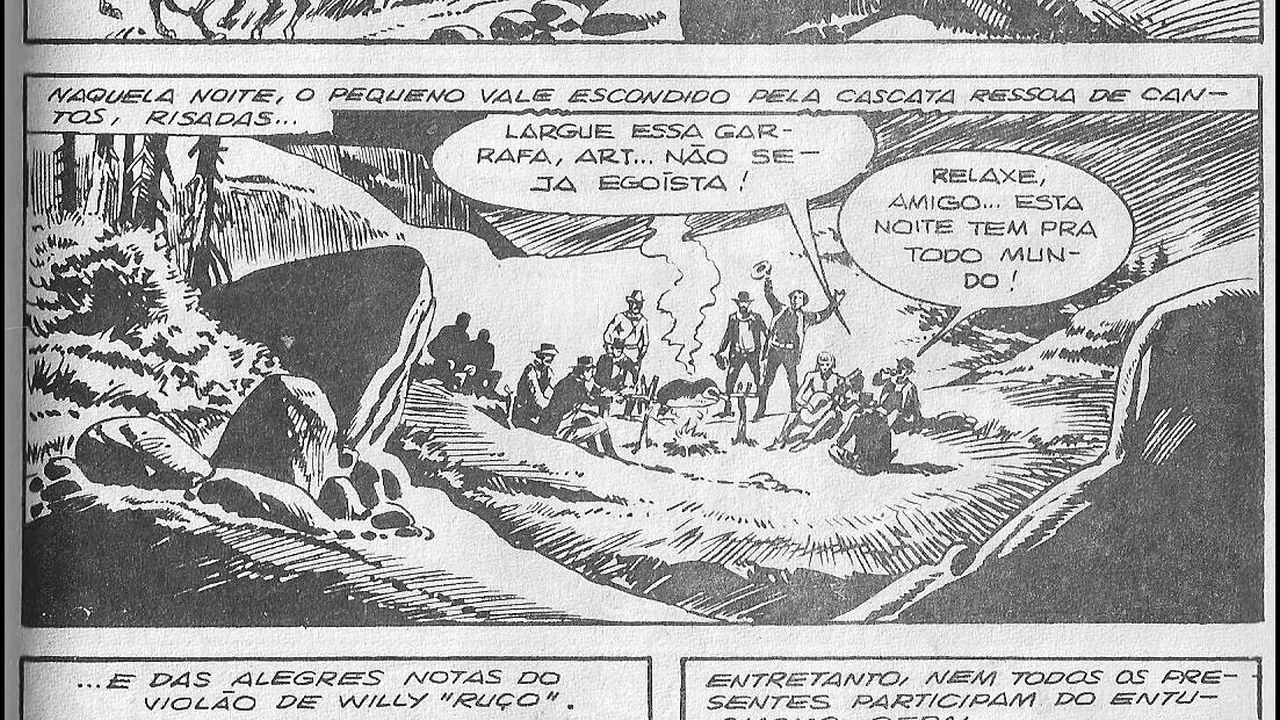 NAQUELA NOITE, O PEQUENO VALE ESCONDIDO PELA CASCATA RESSOA DE CAN-
TOS, RISADAS...
LARGUE ESSA GAR-
RAFA, ART... NÃO SE-
JA EGOÍSTA!
RELAXE,
AMIGO... ESTA
NOITE TEM PRA
TODO MUN-
DO!
...E DAS ALEGRES NOTAS DO
VIOLÃO DE WILLY "RUÇO".
ENTRETANTO, NEM TODOS OS PRE-
SENTES PARTICIPAM DO ENTU-